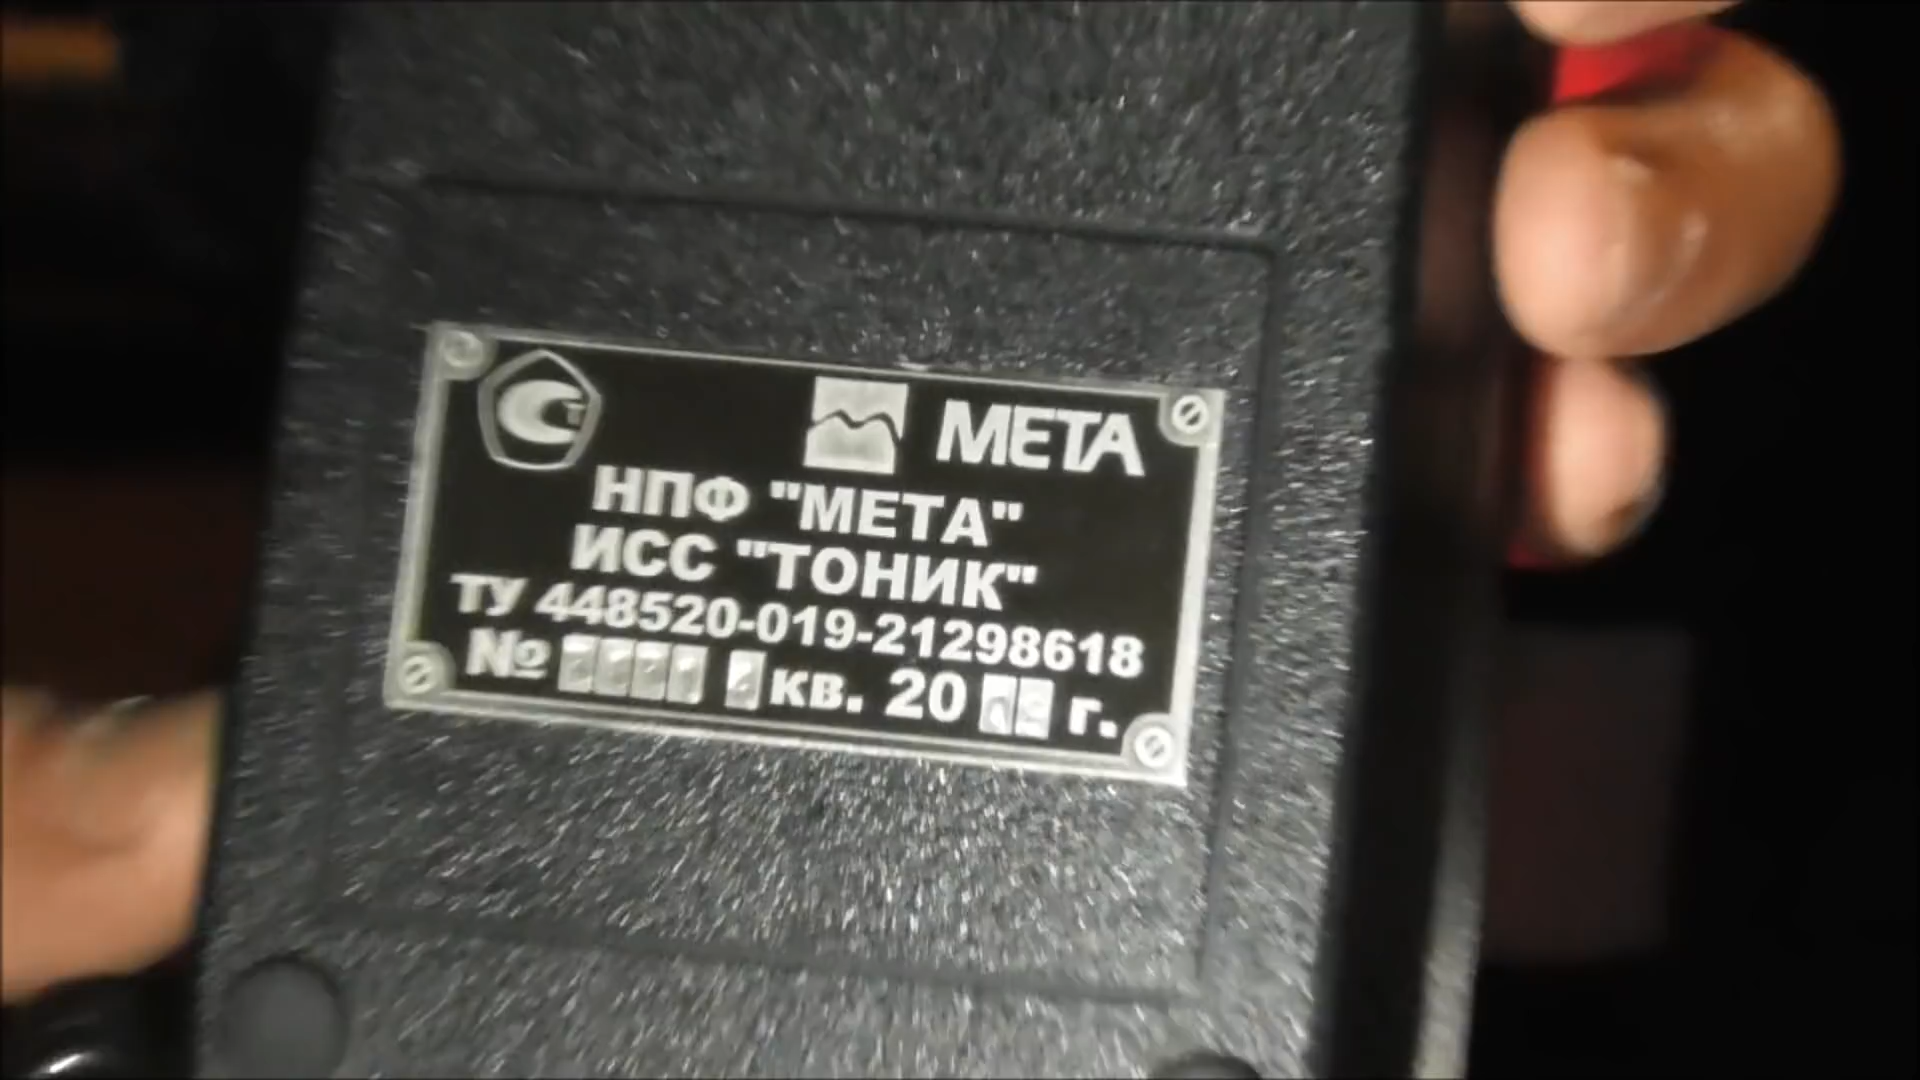 МЕТА
НПФ "МЕТА"
ИСС "ТОНИК"
ТУ 448520-019-21298618
№ кв. 20 г.